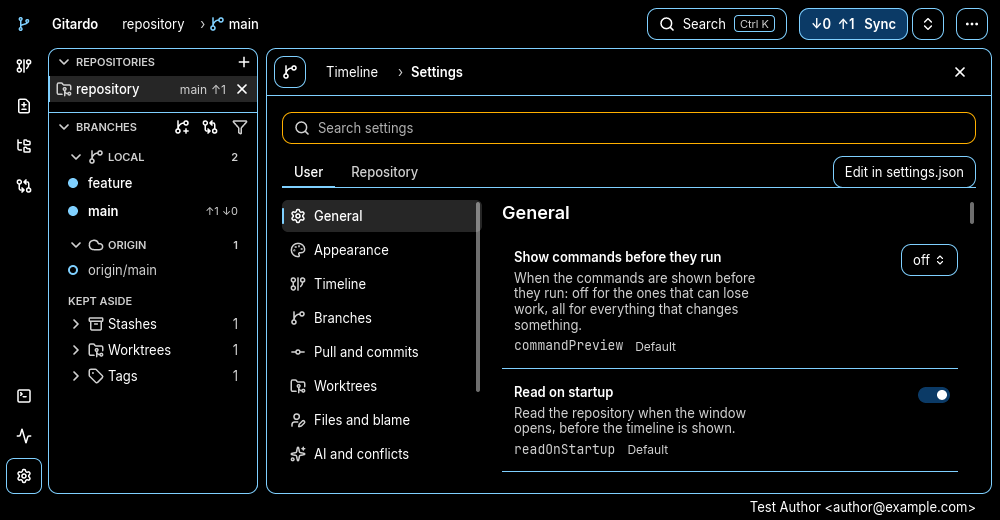 Gitardo repository › main Search Ctrl K ↓0 ↑1 Sync
REPOSITORIES
repository main ↑1
BRANCHES
LOCAL 2
feature
main ↑1 ↓0
ORIGIN 1
origin/main
KEPT ASIDE
Stashes 1
Worktrees 1
Tags 1
Timeline › Settings
Search settings
User Repository Edit in settings.json
General
Appearance
Timeline
Branches
Pull and commits
Worktrees
Files and blame
AI and conflicts
General
Show commands before they run off
When the commands are shown before
they run: off for the ones that can lose
work, all for everything that changes
something.
commandPreview Default
Read on startup
Read the repository when the window
opens, before the timeline is shown.
readOnStartup Default
Test Author <author@example.com>